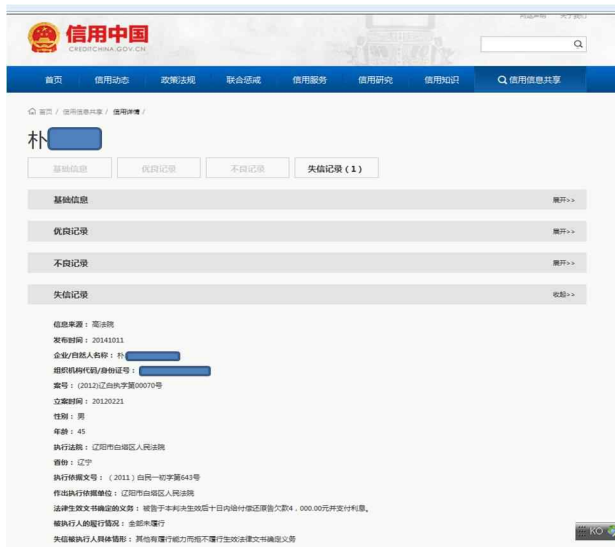 信用中国
CREDITCHINA.GOV.CN
首页 信用动态 政策法规 联合惩戒 信用服务 信用研究 信用知识 信用信息共享
首页 / 信用信息共享 / 信用详情 /
朴
基础信息 优良记录 不良记录 失信记录(1)
基础信息 展开>>
优良记录 展开>>
不良记录 展开>>
失信记录 收起>>
信息来源：高法院
发布时间：20141011
企业/自然人名称：朴
组织机构代码/身份证号：
案号：(2012)辽白执字第00070号
立案时间：20120221
性别：男
年龄：45
执行法院：辽阳市白塔区人民法院
省份：辽宁
执行依据文号：（2011）白民一初字第643号
作出执行依据单位：辽阳市白塔区人民法院
法律生效文书确定的义务：被告于本判决生效后十日内给付偿还原告欠款4，000.00元并支付利息。
被执行人的履行情况：全部未履行
失信被执行人具体情形：其他有履行能力而拒不履行生效法律文书确定义务
KO